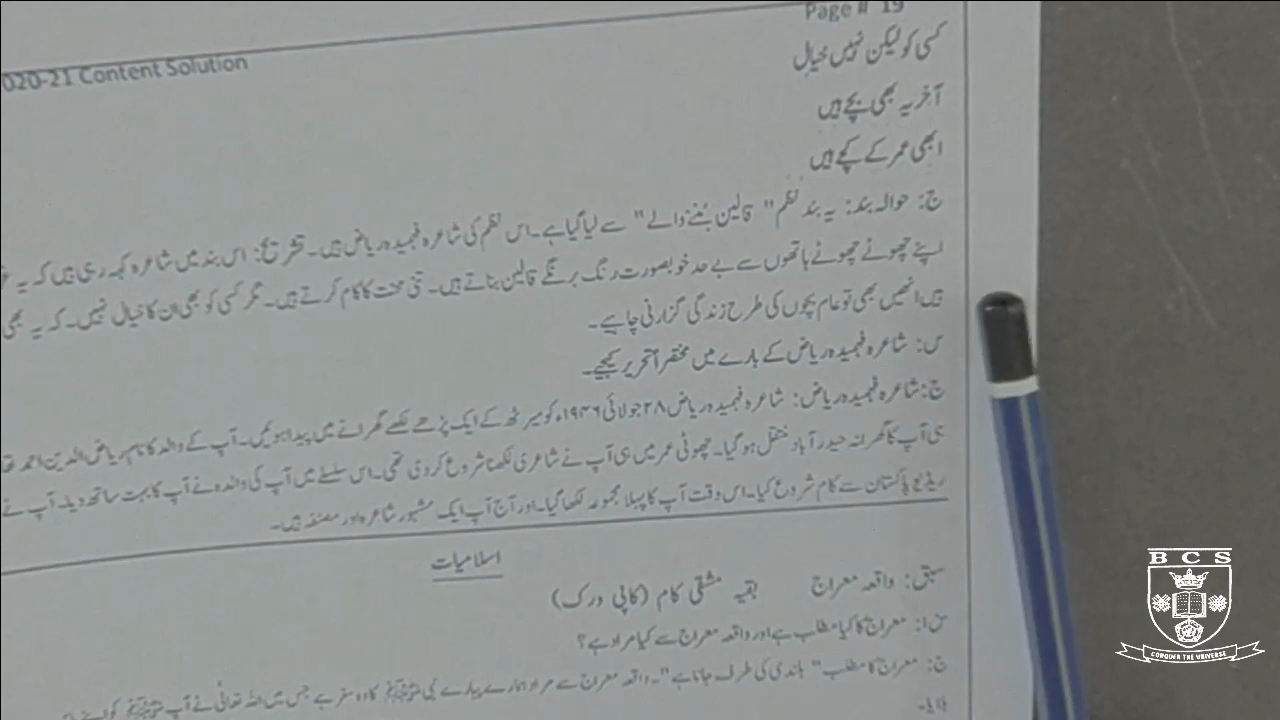 Page # 19
020-21 Content Solution
کسی کو لیکن نہیں خیال
آخر یہ بھی بچے ہیں
ابھی عمر کے کچے ہیں
ج: حوالہ بند: یہ بند نظم "قالین بُننے والے" سے لیا گیا ہے۔ اس نظم کی شاعرہ فہمیدہ ریاض ہیں۔ تشریح: اس بند میں شاعرہ کہہ رہی ہیں کہ یہ
اپنے چھوٹے چھوٹے ہاتھوں سے بے حد خوبصورت رنگ برنگے قالین بناتے ہیں۔ محنت کا کام کرتے ہیں۔ مگر کسی کو بھی ان کا خیال نہیں۔ کہ یہ بھی
ہیں انھیں بھی تو عام بچوں کی طرح زندگی گزارنی چاہیے۔
س: شاعرہ فہمیدہ ریاض کے بارے میں مختصراً تحریر کیجیے۔
ج: شاعرہ فہمیدہ ریاض: شاعرہ فہمیدہ ریاض ۲۸ جولائی ۱۹۴۶ء کو میرٹھ کے ایک پڑھے لکھے گھرانے میں پیدا ہوئیں۔ آپ کے والد کا نام ریاض الدین احمد
ہی آپ کا گھرانہ حیدر آباد منتقل ہو گیا۔ چھوٹی عمر میں ہی آپ نے شاعری لکھنا شروع کر دی تھی۔ اس سلسلے میں آپ کی والدہ نے آپ کا بہت ساتھ دیا۔ آپ نے
ریڈیو پاکستان سے کام شروع کیا۔ اس وقت آپ کا پہلا مجموعہ لکھا گیا۔ اور آج آپ ایک مشہور شاعرہ اور مصنفہ ہیں۔
اسلامیات
سبق: واقعہ معراج بقیہ مشقی کام (کاپی ورک)
س۱: معراج کا کیا مطلب ہے اور واقعہ معراج سے کیا مراد ہے؟
ج: معراج کا مطلب "بلندی کی طرف جانا ہے"۔ واقعہ معراج سے مراد ہمارے پیارے نبی ﷺ کا وہ سفر ہے جس میں اللہ تعالیٰ نے آپ ﷺ کو اپنے پاس
بلایا۔
BCS
CONQUER THE UNIVERSE